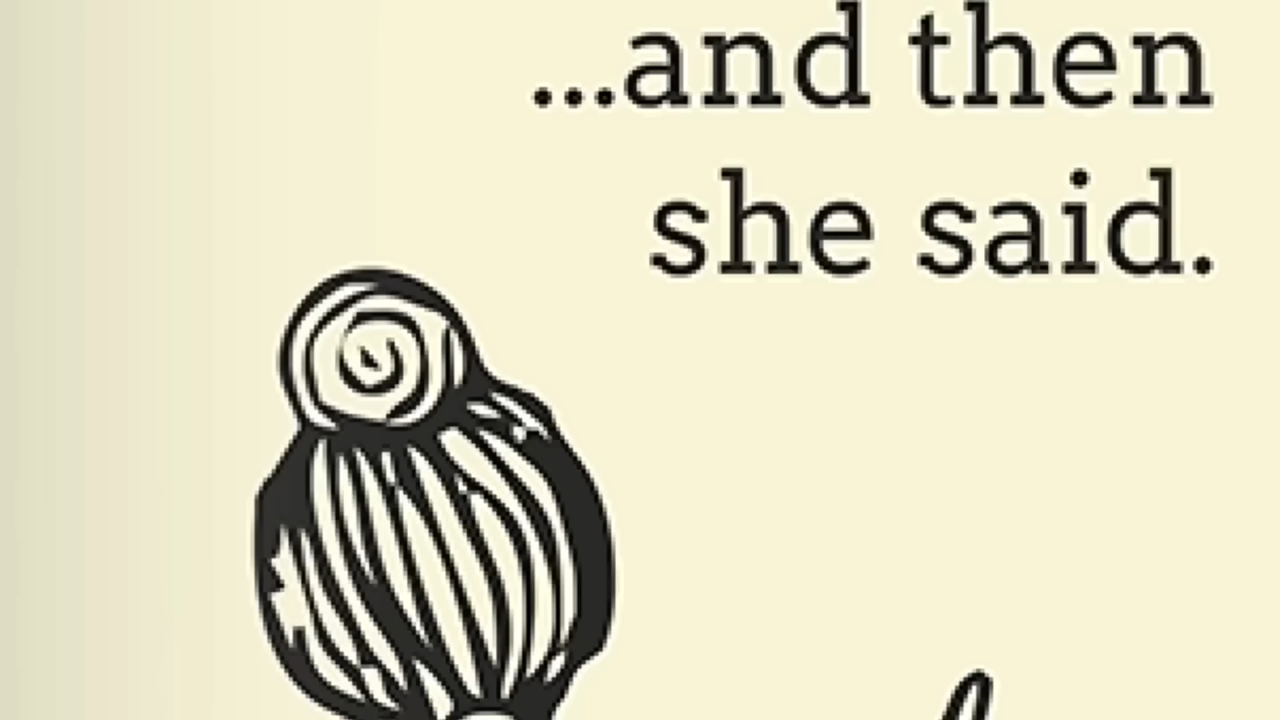 ...and then
she said.